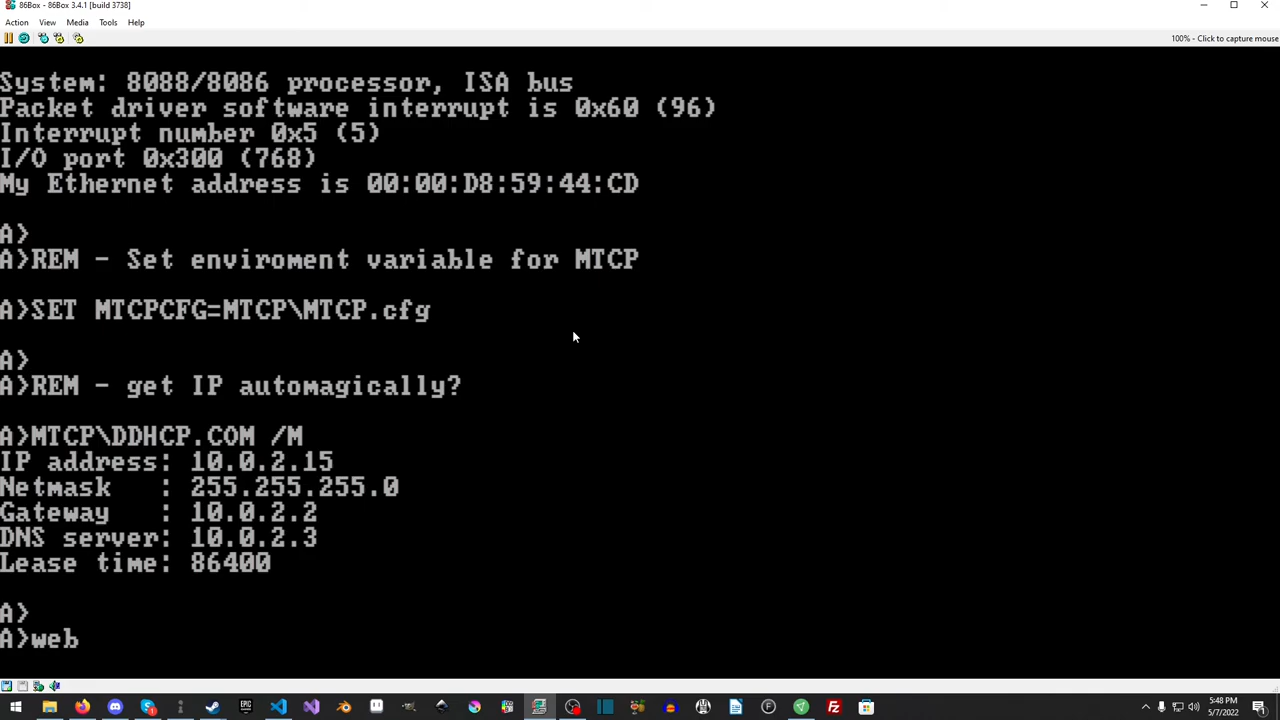 86Box - 86Box 3.4.1 [build 3738]
Action View Media Tools Help
100% - Click to capture mouse
System: 8088/8086 processor, ISA bus
Packet driver software interrupt is 0x60 (96)
Interrupt number 0x5 (5)
I/O port 0x300 (768)
My Ethernet address is 00:00:D8:59:44:CD
A>
A>REM - Set enviroment variable for MTCP
A>SET MTCPCFG=MTCP\MTCP.cfg
A>
A>REM - get IP automagically?
A>MTCP\DDHCP.COM /M
IP address: 10.0.2.15
Netmask   : 255.255.255.0
Gateway   : 10.0.2.2
DNS server: 10.0.2.3
Lease time: 86400
A>
A>web
5:48 PM
5/7/2022